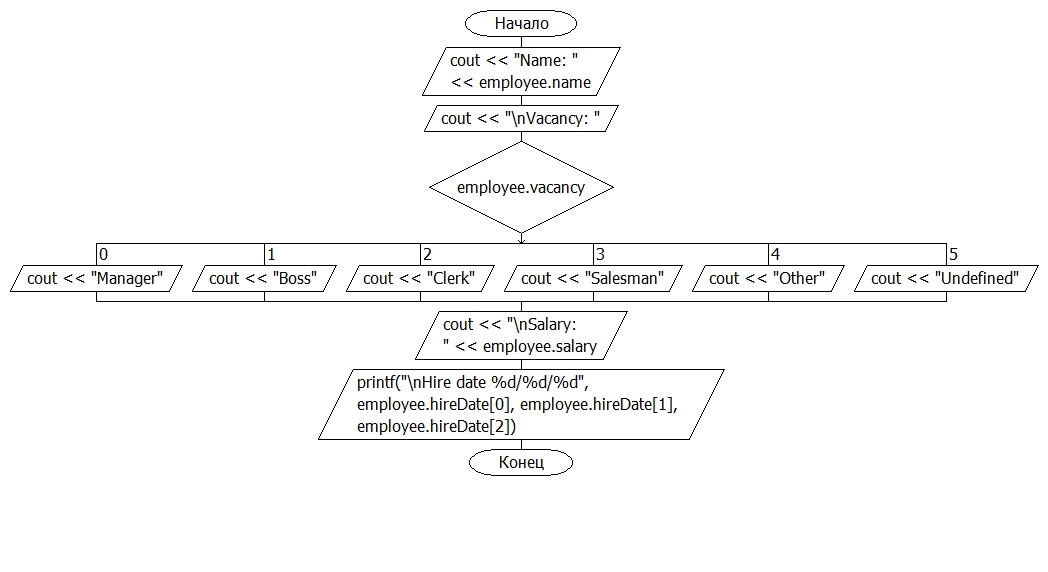 Начало
cout << "Name: "
<< employee.name
cout << "\nVacancy: "
employee.vacancy
0
1
2
3
4
5
cout << "Manager"
cout << "Boss"
cout << "Clerk"
cout << "Salesman"
cout << "Other"
cout << "Undefined"
cout << "\nSalary:
" << employee.salary
printf("\nHire date %d/%d/%d",
employee.hireDate[0], employee.hireDate[1],
employee.hireDate[2])
Конец